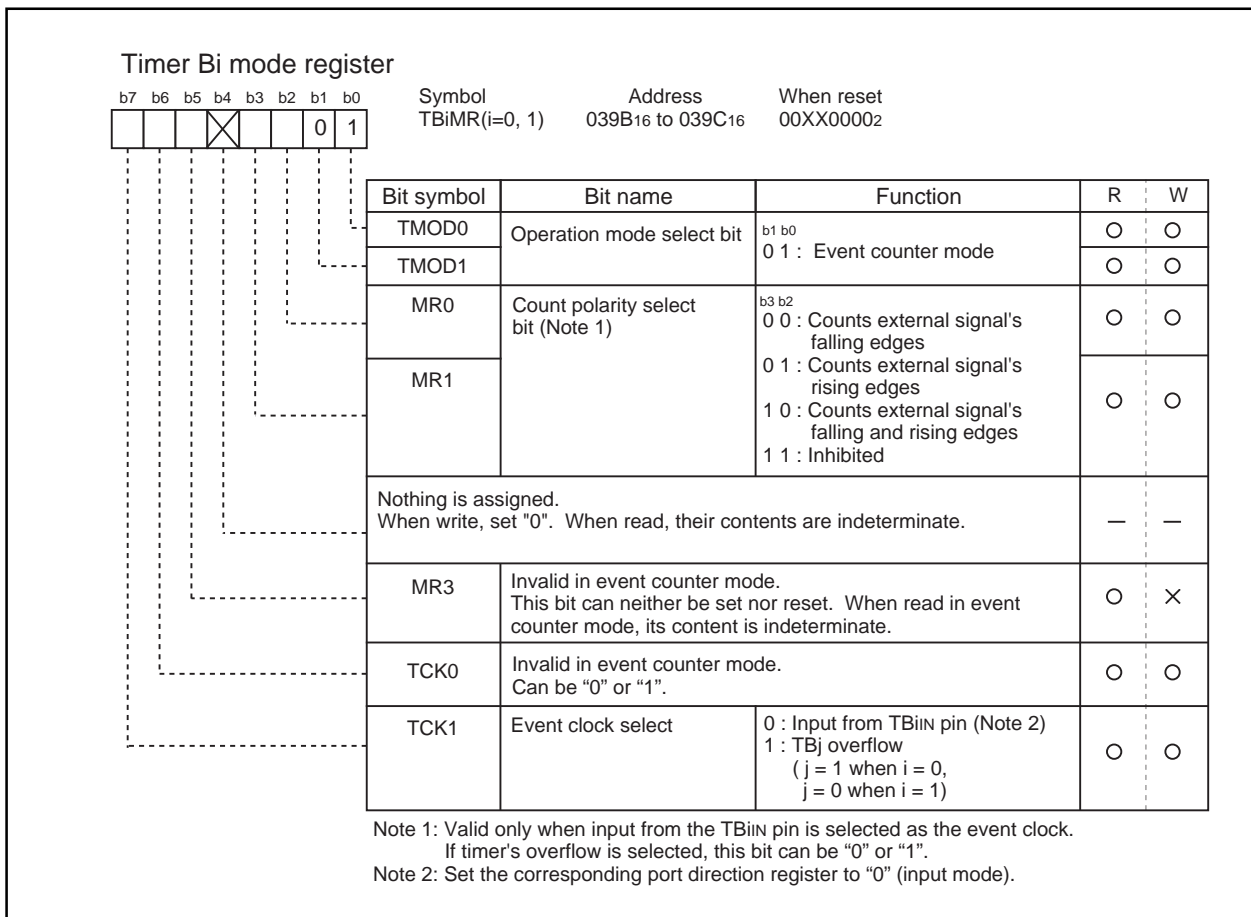 Timer Bi mode register
b7 b6 b5 b4 b3 b2 b1 b0
0 1
Symbol Address When reset
TBiMR(i=0, 1) 039B16 to 039C16 00XX00002
Bit symbol Bit name Function R W
TMOD0 Operation mode select bit b1 b0
0 1 : Event counter mode
TMOD1
MR0 Count polarity select b3 b2
bit (Note 1) 0 0 : Counts external signal's
falling edges
0 1 : Counts external signal's
MR1 rising edges
1 0 : Counts external signal's
falling and rising edges
1 1 : Inhibited
Nothing is assigned.
When write, set "0". When read, their contents are indeterminate. – –
MR3 Invalid in event counter mode.
This bit can neither be set nor reset. When read in event
counter mode, its content is indeterminate.
TCK0 Invalid in event counter mode.
Can be “0” or “1”.
TCK1 Event clock select 0 : Input from TBiIN pin (Note 2)
1 : TBj overflow
( j = 1 when i = 0,
j = 0 when i = 1)
Note 1: Valid only when input from the TBiIN pin is selected as the event clock.
If timer's overflow is selected, this bit can be “0” or “1”.
Note 2: Set the corresponding port direction register to “0” (input mode).